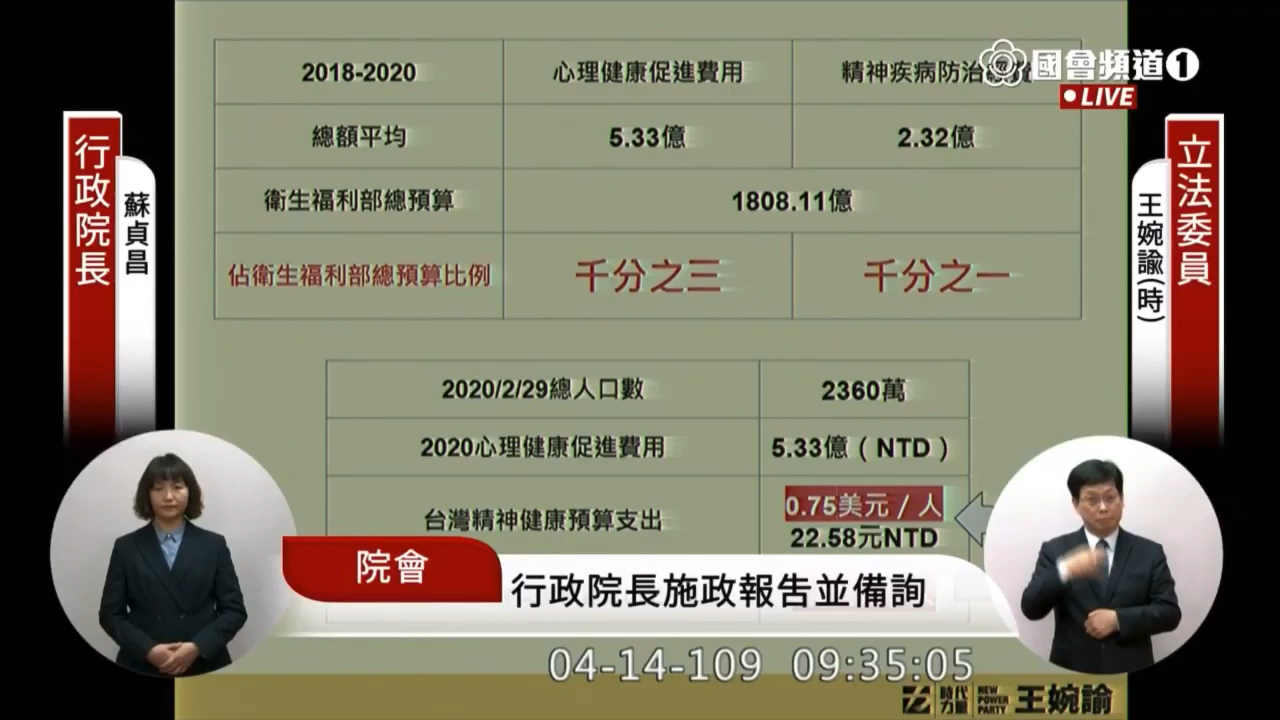 2018-2020 心理健康促進費用 精神疾病防治
國會頻道1
LIVE
總額平均 5.33億 2.32億
衛生福利部總預算 1808.11億
佔衛生福利部總預算比例 千分之三 千分之一
行政院長
蘇貞昌
立法委員
王婉諭(時)
2020/2/29總人口數 2360萬
2020心理健康促進費用 5.33億（NTD）
台灣精神健康預算支出 0.75美元/人
22.58元NTD
院會
行政院長施政報告並備詢
04-14-109 09:35:05
時代力量 NEW POWER PARTY 王婉諭